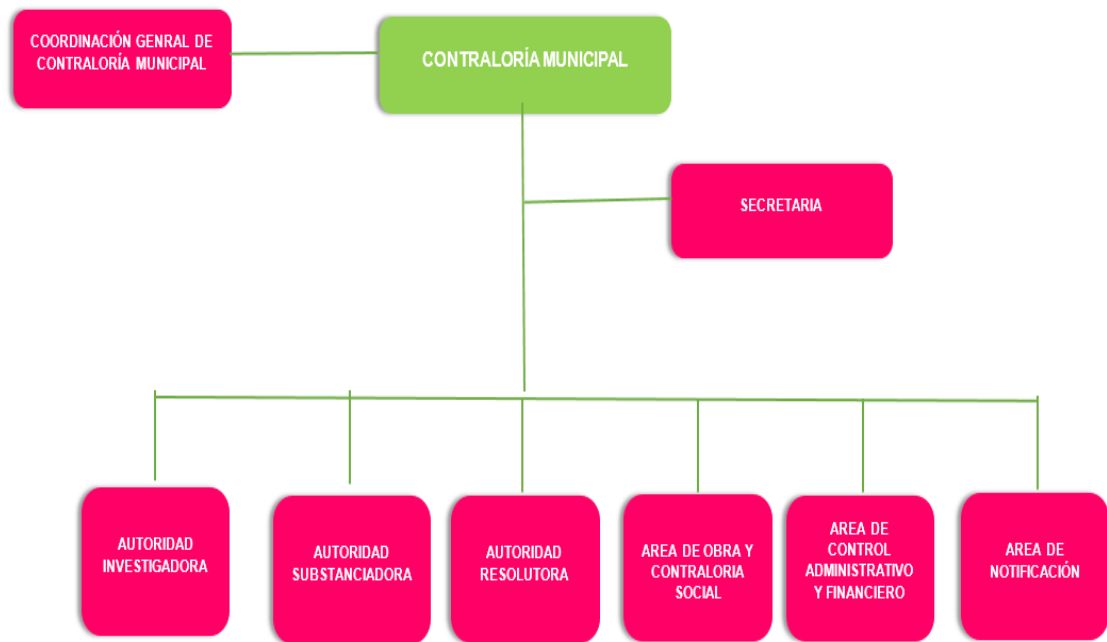 COORDINACIÓN GENRAL DE
CONTRALORÍA MUNICIPAL
CONTRALORÍA MUNICIPAL
SECRETARIA
AUTORIDAD
INVESTIGADORA
AUTORIDAD
SUBSTANCIADORA
AUTORIDAD
RESOLUTORA
AREA DE OBRA Y
CONTRALORIA
SOCIAL
AREA DE
CONTROL
ADMINISTRATIVO
Y FINANCIERO
AREA DE
NOTIFICACIÓN